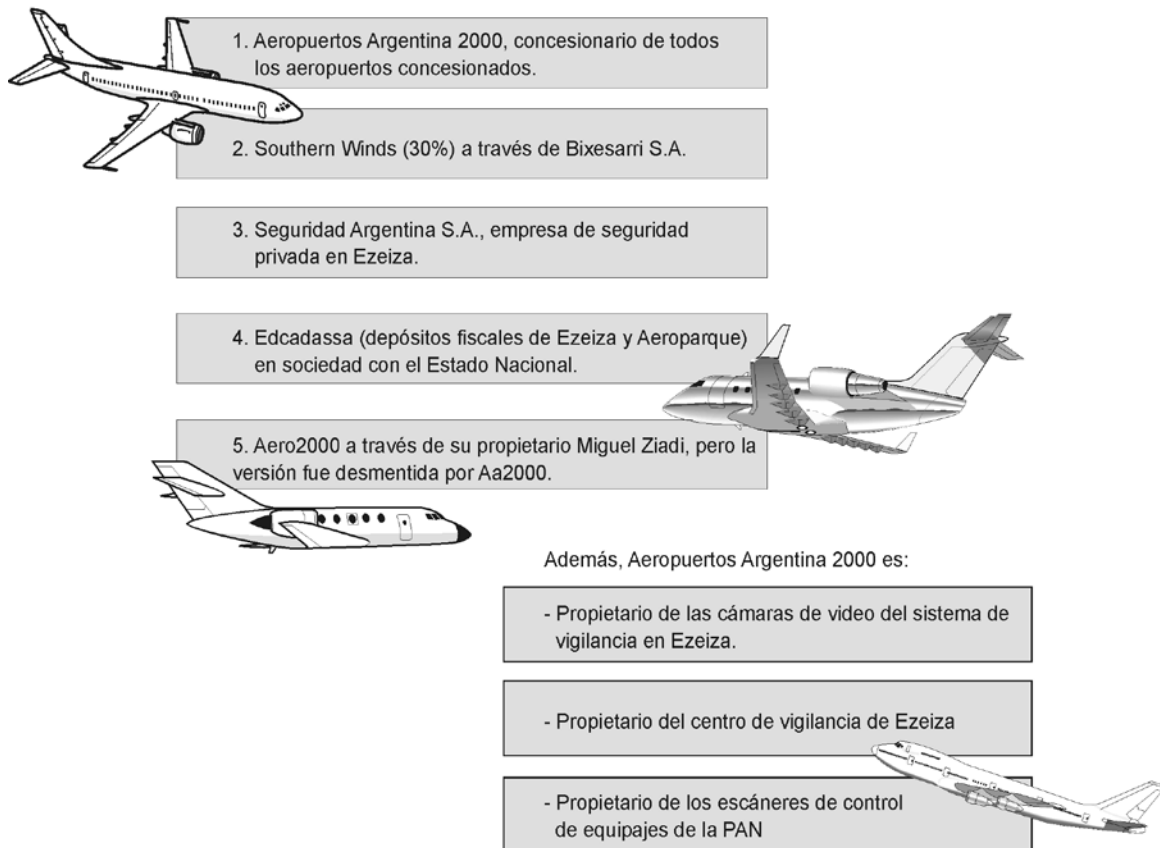 1. Aeropuertos Argentina 2000, concesionario de todos
los aeropuertos concesionados.
2. Southern Winds (30%) a través de Bixesarri S.A.
3. Seguridad Argentina S.A., empresa de seguridad
privada en Ezeiza.
4. Edcadassa (depósitos fiscales de Ezeiza y Aeroparque)
en sociedad con el Estado Nacional.
5. Aero2000 a través de su propietario Miguel Ziadi, pero la
versión fue desmentida por Aa2000.
Además, Aeropuertos Argentina 2000 es:
- Propietario de las cámaras de video del sistema de
vigilancia en Ezeiza.
- Propietario del centro de vigilancia de Ezeiza
- Propietario de los escáneres de control
de equipajes de la PAN